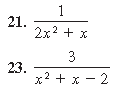 21. 1/(2x² + x)
23. 3/(x² + x − 2)